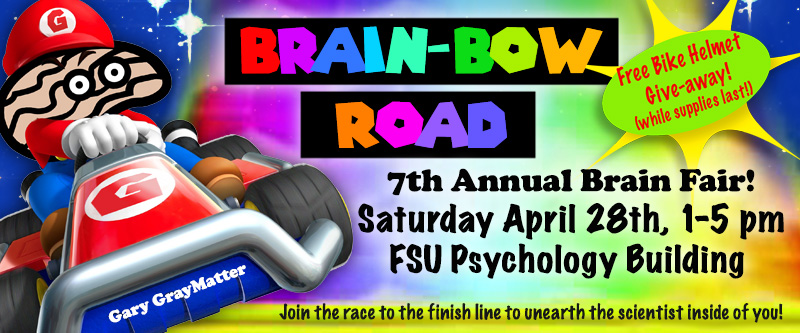 G
BRAIN-BOW
ROAD
Free Bike Helmet
Give-away!
(while supplies last!)
7th Annual Brain Fair!
Saturday April 28th, 1-5 pm
FSU Psychology Building
G
Gary GrayMatter
Join the race to the finish line to unearth the scientist inside of you!